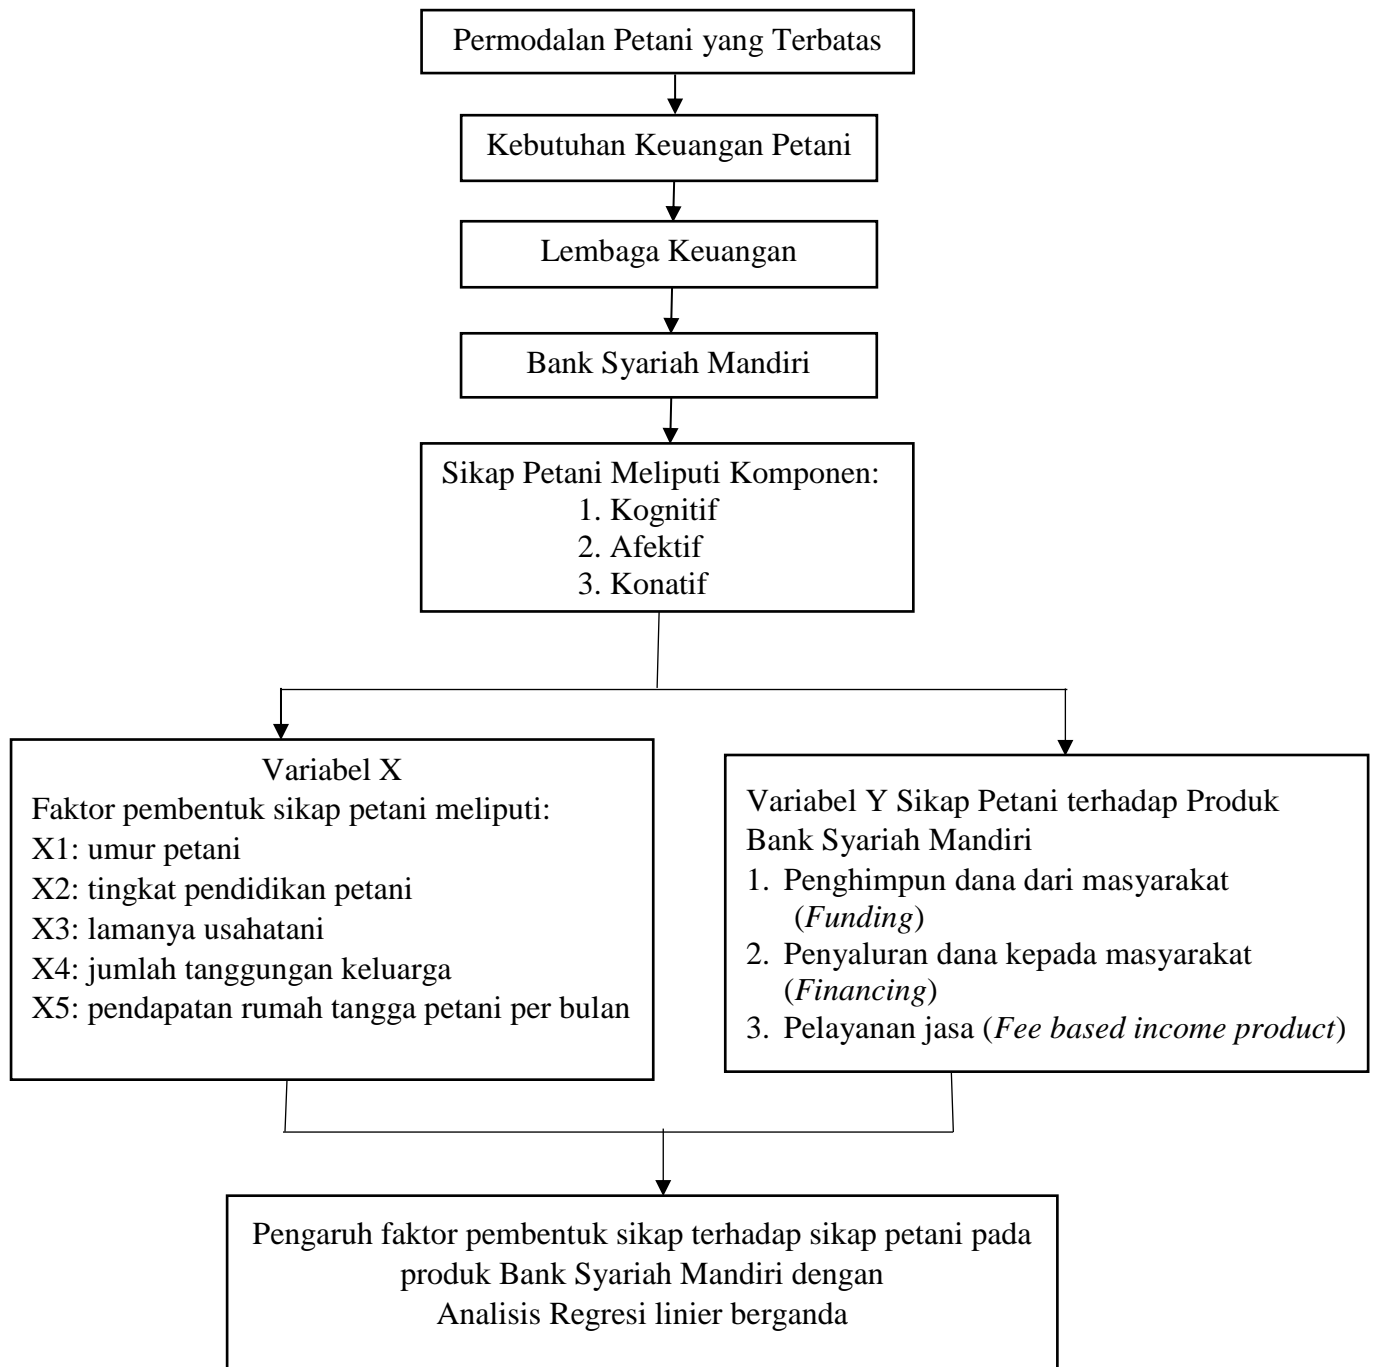 Permodalan Petani yang Terbatas
Kebutuhan Keuangan Petani
Lembaga Keuangan
Bank Syariah Mandiri
Sikap Petani Meliputi Komponen:
1. Kognitif
2. Afektif
3. Konatif
Variabel X
Faktor pembentuk sikap petani meliputi:
X1: umur petani
X2: tingkat pendidikan petani
X3: lamanya usahatani
X4: jumlah tanggungan keluarga
X5: pendapatan rumah tangga petani per bulan
Variabel Y Sikap Petani terhadap Produk
Bank Syariah Mandiri
1. Penghimpun dana dari masyarakat
(Funding)
2. Penyaluran dana kepada masyarakat
(Financing)
3. Pelayanan jasa (Fee based income product)
Pengaruh faktor pembentuk sikap terhadap sikap petani pada
produk Bank Syariah Mandiri dengan
Analisis Regresi linier berganda